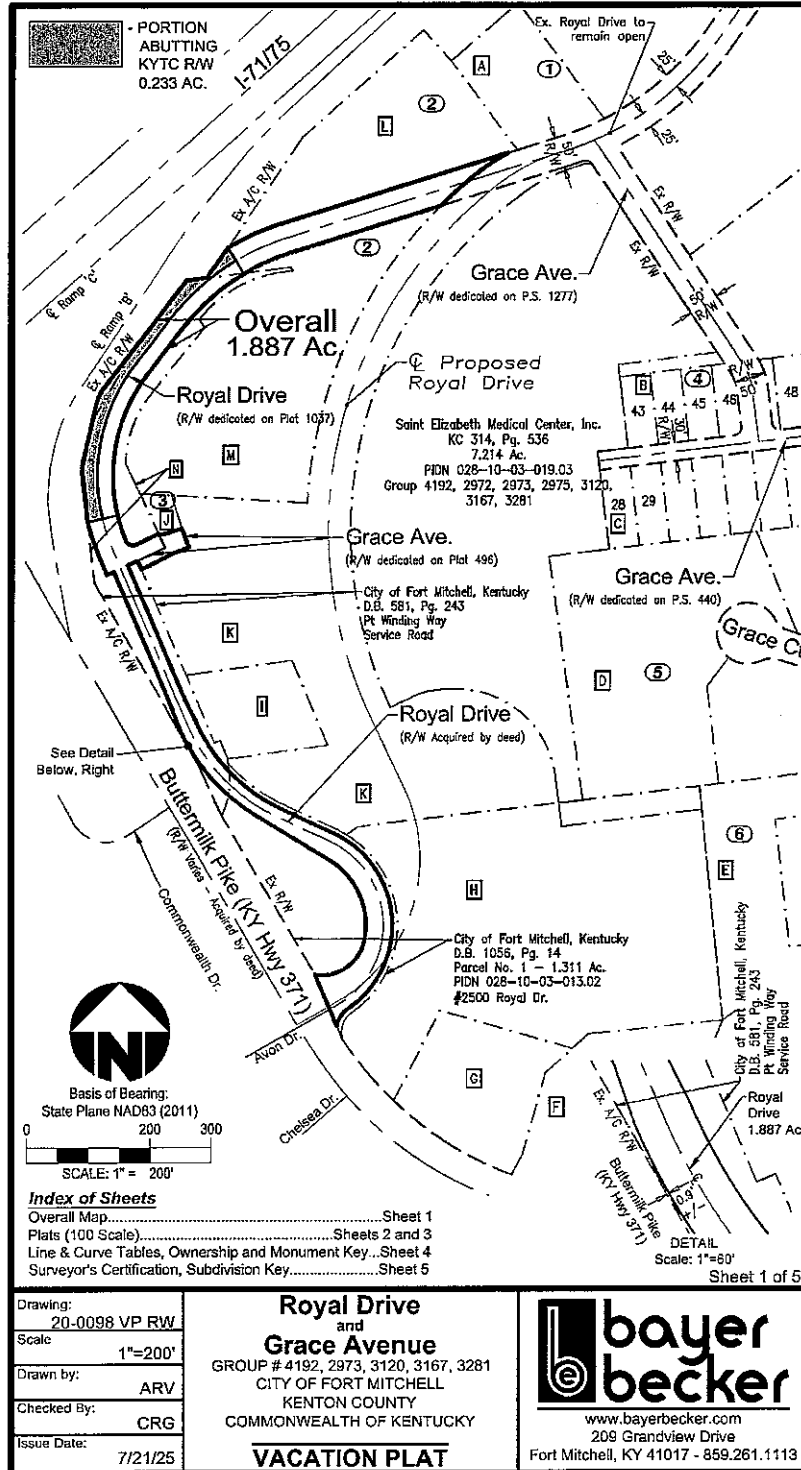 - PORTION
ABUTTING
KYTC R/W
0.233 AC.
I-71/75
Ex. Royal Drive to
remain open
25'
25'
A
1
2
L
50'
R/W
Ex A/C R/W
Ex R/W
Ex R/W
2
Grace Ave.
(R/W dedicated on P.S. 1277)
50'
R/W
℄ Ramp 'C'
℄ Ramp 'B'
Ex A/C R/W
Overall
1.887 Ac.
℄ Proposed
Royal Drive
Royal Drive
(R/W dedicated on Plat 1037)
R/W
50'
B
4
43
44
45
46
48
R/W
30'
Saint Elizabeth Medical Center, Inc.
KC 314, Pg. 536
7.214 Ac.
PIDN 028-10-03-019.03
Group 4192, 2972, 2973, 2975, 3120,
3167, 3281
N
M
3
J
28
29
C
Grace Ave.
(R/W dedicated on Plat 496)
Grace Ave.
(R/W dedicated on P.S. 440)
City of Fort Mitchell, Kentucky
D.B. 581, Pg. 243
Pt Winding Way
Service Road
Ex A/C R/W
K
Grace C
D
5
I
Royal Drive
(R/W Acquired by deed)
See Detail
Below, Right
K
Buttermilk Pike (KY Hwy 371)
(R/W Varies - Acquired by deed)
Ex R/W
Commonwealth Dr.
6
E
H
City of Fort Mitchell, Kentucky
D.B. 1056, Pg. 14
Parcel No. 1 - 1.311 Ac.
PIDN 028-10-03-013.02
#2500 Royal Dr.
City of Fort Mitchell, Kentucky
D.B. 581, Pg. 243
Pt Winding Way
Service Road
N
Avon Dr.
Chelsea Dr.
G
F
Basis of Bearing:
State Plane NAD83 (2011)
0 200 300
SCALE: 1" = 200'
Ex. A/C R/W
Royal
Drive
1.887 Ac
Buttermilk Pike
(KY Hwy 371)
0.9'±
+/-
DETAIL
Scale: 1"=60'
Index of Sheets
Overall Map.....Sheet 1
Plats (100 Scale).....Sheets 2 and 3
Line & Curve Tables, Ownership and Monument Key...Sheet 4
Surveyor's Certification, Subdivision Key.....Sheet 5
Sheet 1 of 5
Drawing:
20-0098 VP RW
Scale
1"=200'
Drawn by:
ARV
Checked By:
CRG
Issue Date:
7/21/25
Royal Drive
and
Grace Avenue
GROUP # 4192, 2973, 3120, 3167, 3281
CITY OF FORT MITCHELL
KENTON COUNTY
COMMONWEALTH OF KENTUCKY
VACATION PLAT
bayer
becker
www.bayerbecker.com
209 Grandview Drive
Fort Mitchell, KY 41017 - 859.261.1113